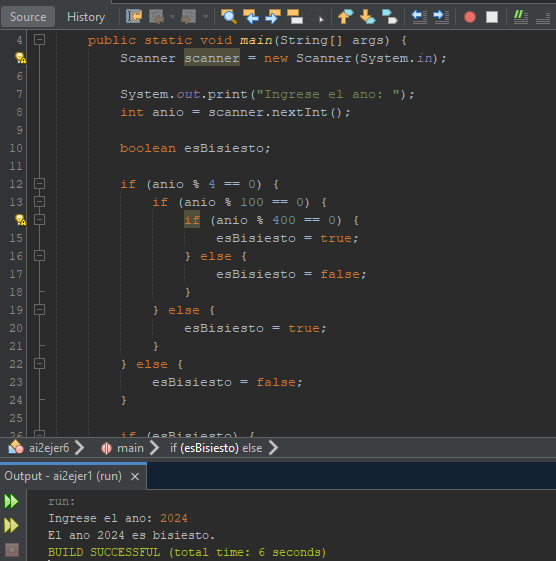 Source History
4 public static void main(String[] args) {
Scanner scanner = new Scanner(System.in);
6
7 System.out.print("Ingrese el ano: ");
8 int anio = scanner.nextInt();
9
10 boolean esBisiesto;
11
12 if (anio % 4 == 0) {
13 if (anio % 100 == 0) {
if (anio % 400 == 0) {
15 esBisiesto = true;
16 } else {
17 esBisiesto = false;
18 }
19 } else {
20 esBisiesto = true;
21 }
22 } else {
23 esBisiesto = false;
24 }
25
26 if (esBisiesto) {
ai2ejer6 main if (esBisiesto) else
Output - ai2ejer1 (run) ×
run:
Ingrese el ano: 2024
El ano 2024 es bisiesto.
BUILD SUCCESSFUL (total time: 6 seconds)